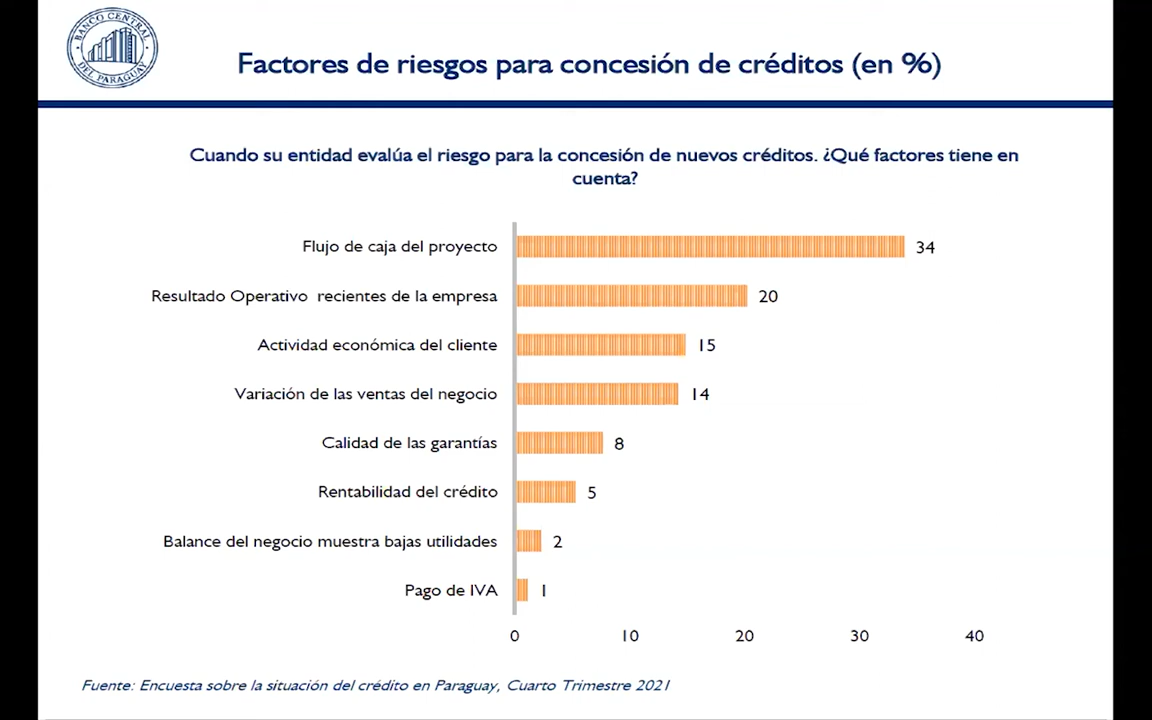 BANCO CENTRAL
DEL PARAGUAY
Factores de riesgos para concesión de créditos (en %)
Cuando su entidad evalúa el riesgo para la concesión de nuevos créditos. ¿Qué factores tiene en
cuenta?
Flujo de caja del proyecto 34
Resultado Operativo recientes de la empresa 20
Actividad económica del cliente 15
Variación de las ventas del negocio 14
Calidad de las garantías 8
Rentabilidad del crédito 5
Balance del negocio muestra bajas utilidades 2
Pago de IVA 1
0 10 20 30 40
Fuente: Encuesta sobre la situación del crédito en Paraguay, Cuarto Trimestre 2021